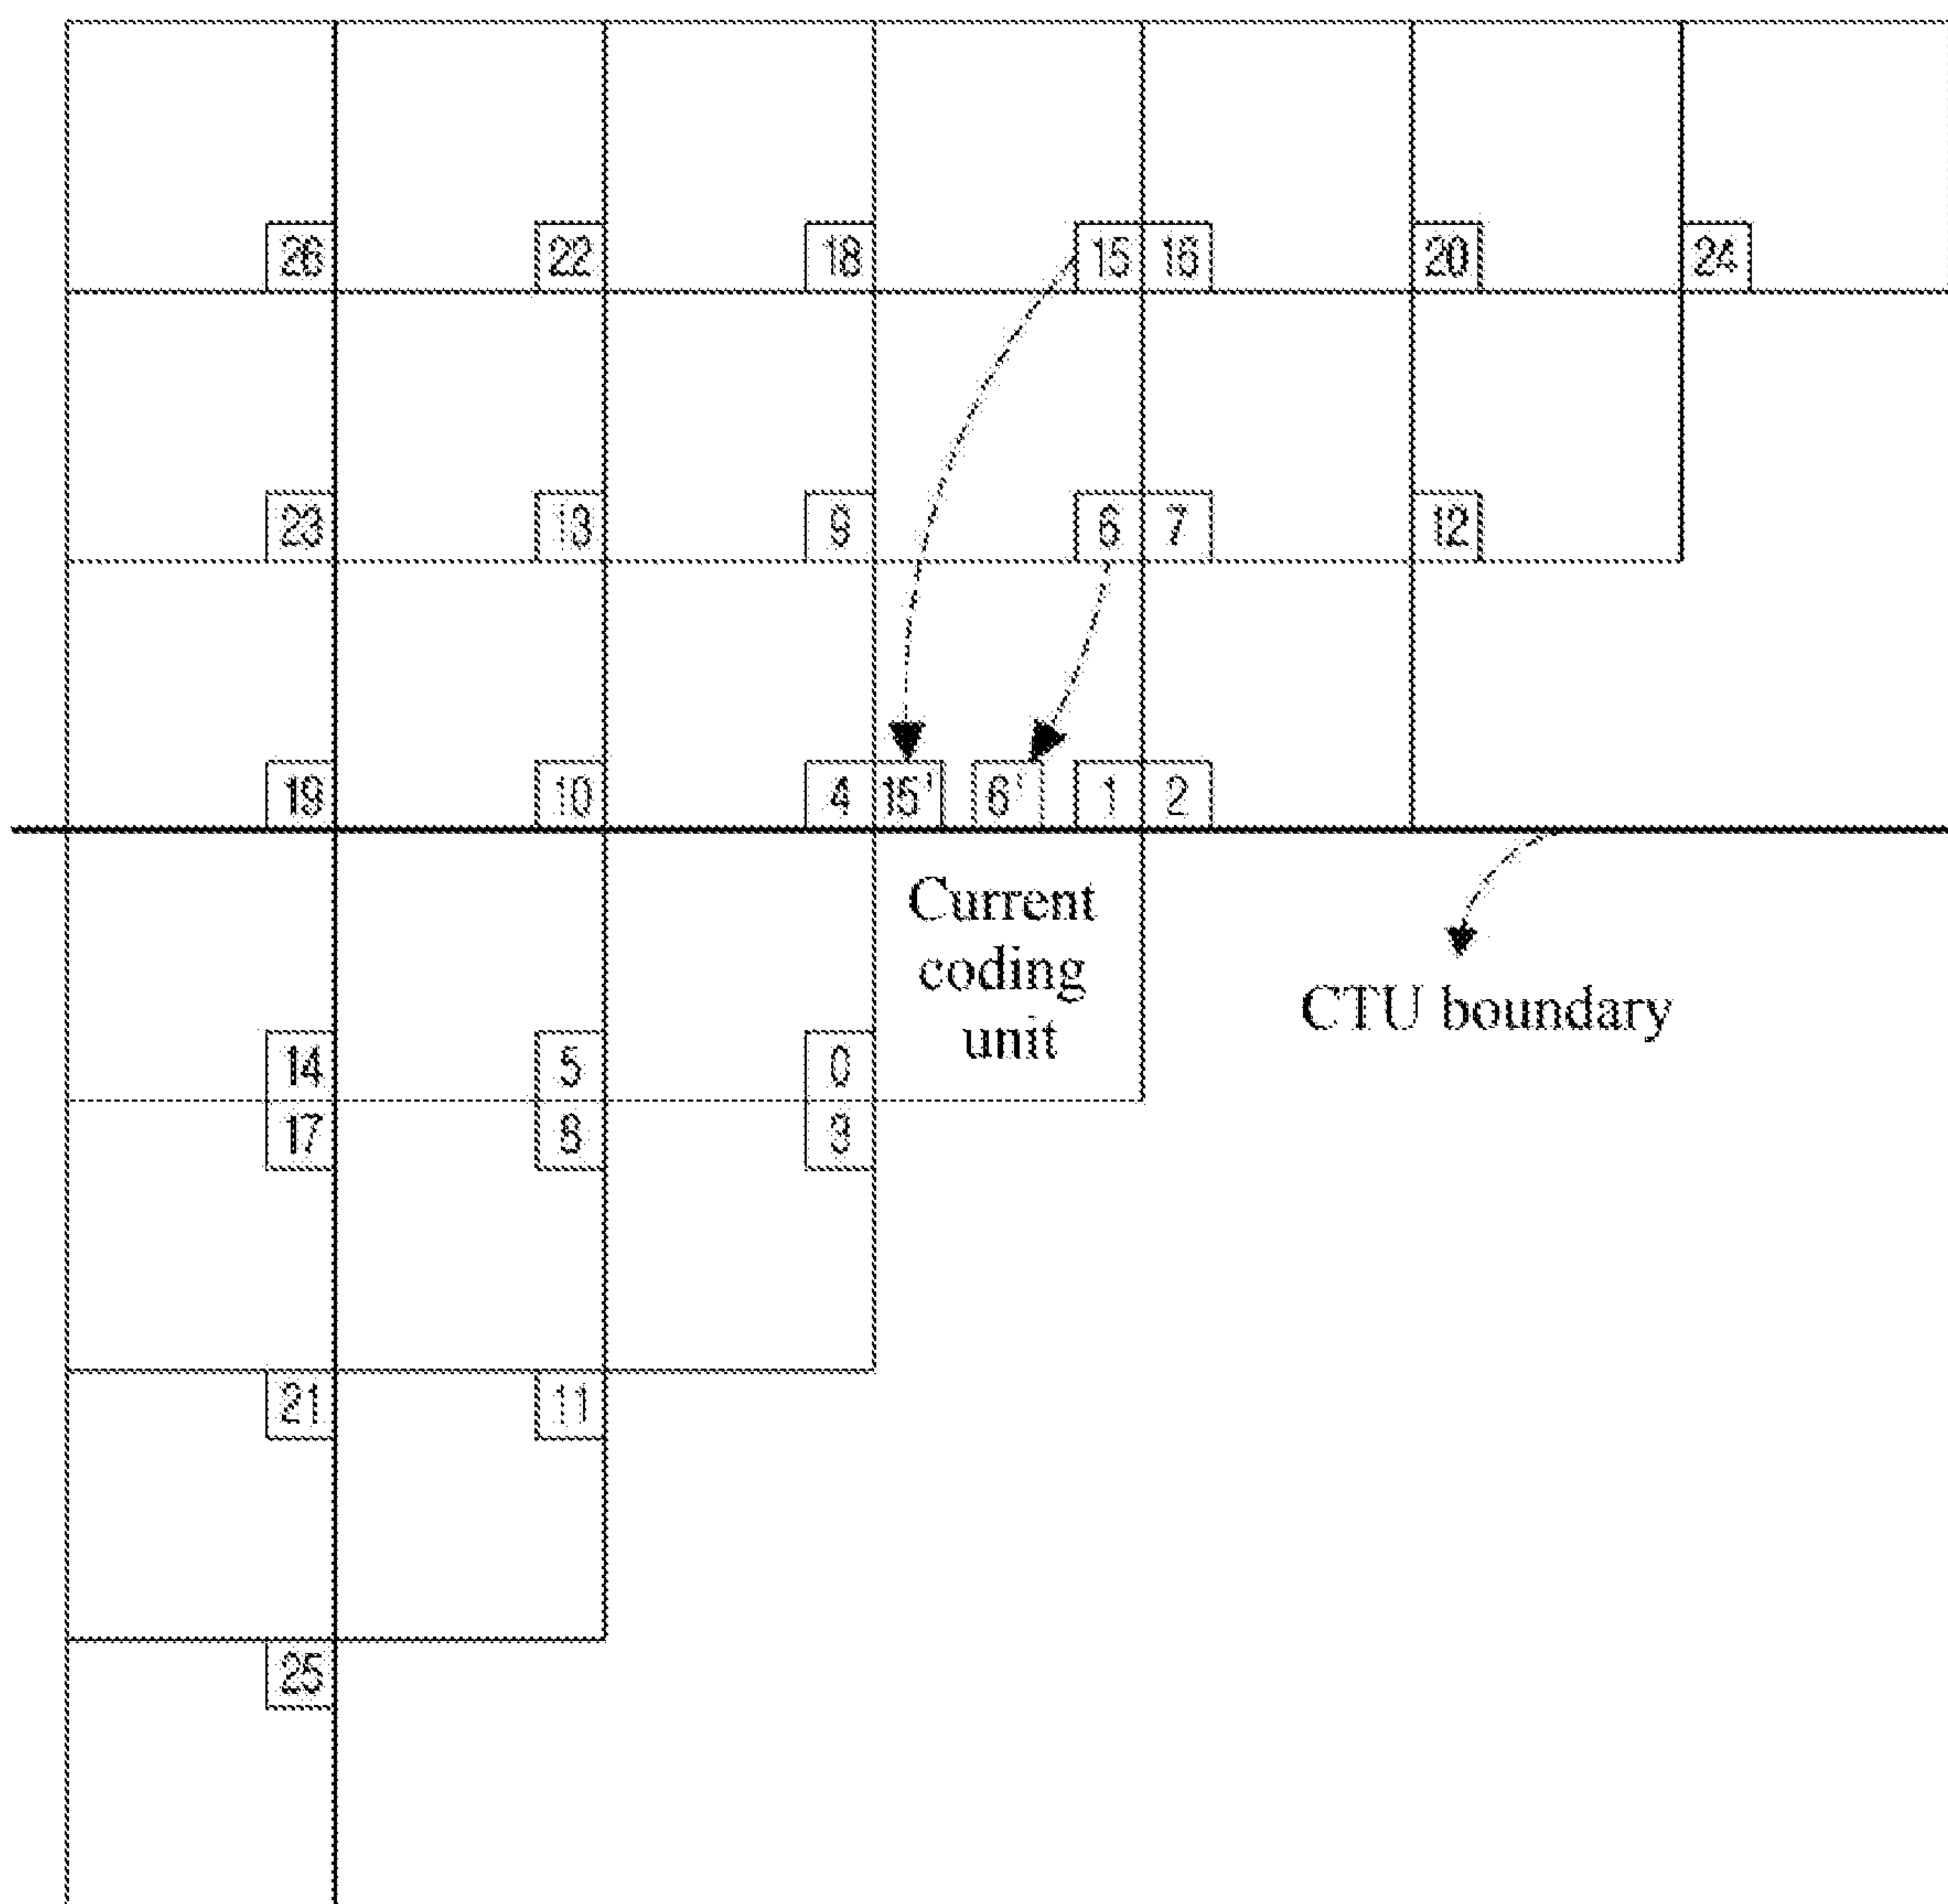 26 22 18 15 16 20 24
23 13 9 6 7 12
19 10 4 15' 6' 1 2
Current
coding
unit
CTU boundary
14 5 0
17 8 3
21 11
25